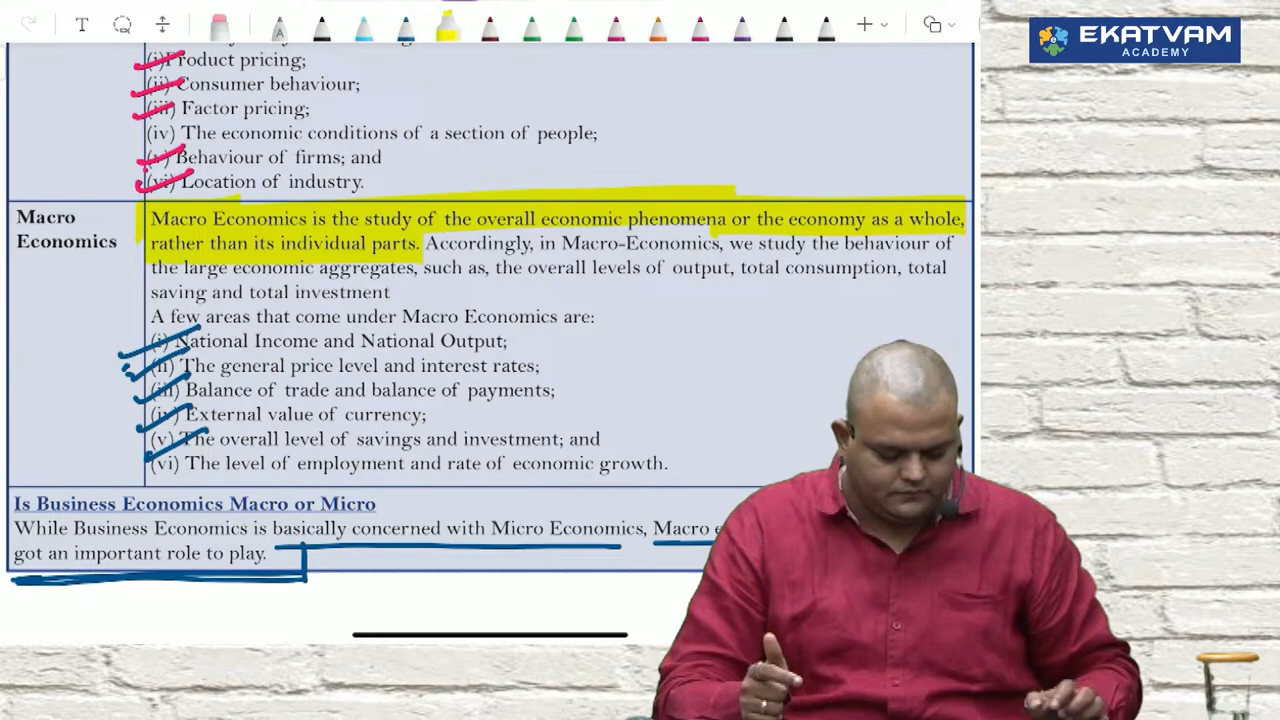 EKATVAM
ACADEMY
(i) Product pricing;
(ii) Consumer behaviour;
(iii) Factor pricing;
(iv) The economic conditions of a section of people;
(v) Behaviour of firms; and
(vi) Location of industry.
Macro
Economics
Macro Economics is the study of the overall economic phenomena or the economy as a whole,
rather than its individual parts. Accordingly, in Macro-Economics, we study the behaviour of
the large economic aggregates, such as, the overall levels of output, total consumption, total
saving and total investment
A few areas that come under Macro Economics are:
(i) National Income and National Output;
(ii) The general price level and interest rates;
(iii) Balance of trade and balance of payments;
(iv) External value of currency;
(v) The overall level of savings and investment; and
(vi) The level of employment and rate of economic growth.
Is Business Economics Macro or Micro
While Business Economics is basically concerned with Micro Economics, Macro
got an important role to play.